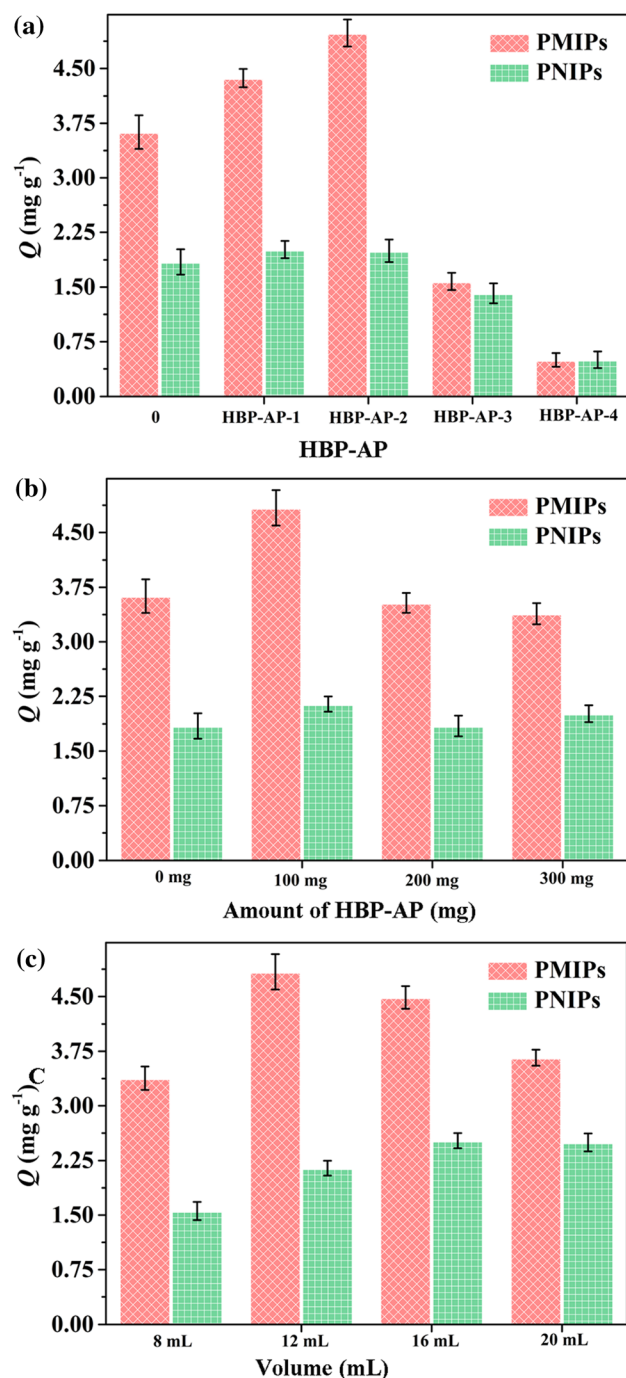 (a)
PMIPs
PNIPs
Q (mg g⁻¹)
4.50
3.75
3.00
2.25
1.50
0.75
0.00
0 HBP-AP-1 HBP-AP-2 HBP-AP-3 HBP-AP-4
HBP-AP
(b)
PMIPs
PNIPs
Q (mg g⁻¹)
4.50
3.75
3.00
2.25
1.50
0.75
0.00
0 mg 100 mg 200 mg 300 mg
Amount of HBP-AP (mg)
(c)
PMIPs
PNIPs
Q (mg g⁻¹)
4.50
3.75
3.00
2.25
1.50
0.75
0.00
8 mL 12 mL 16 mL 20 mL
Volume (mL)